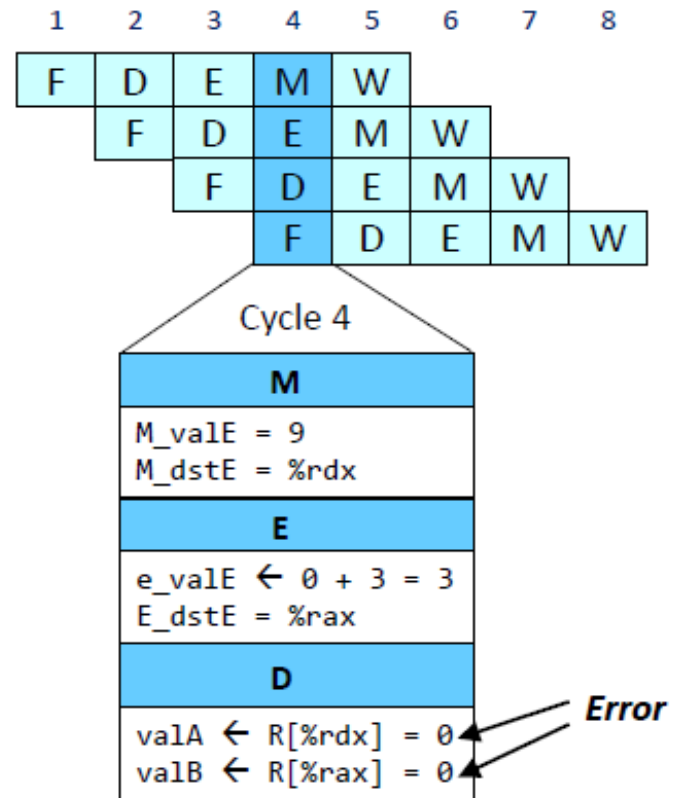 1 2 3 4 5 6 7 8
F D E M W
F D E M W
F D E M W
F D E M W
Cycle 4
M
M_valE = 9
M_dstE = %rdx
E
e_valE ← 0 + 3 = 3
E_dstE = %rax
D
Error
valA ← R[%rdx] = 0
valB ← R[%rax] = 0